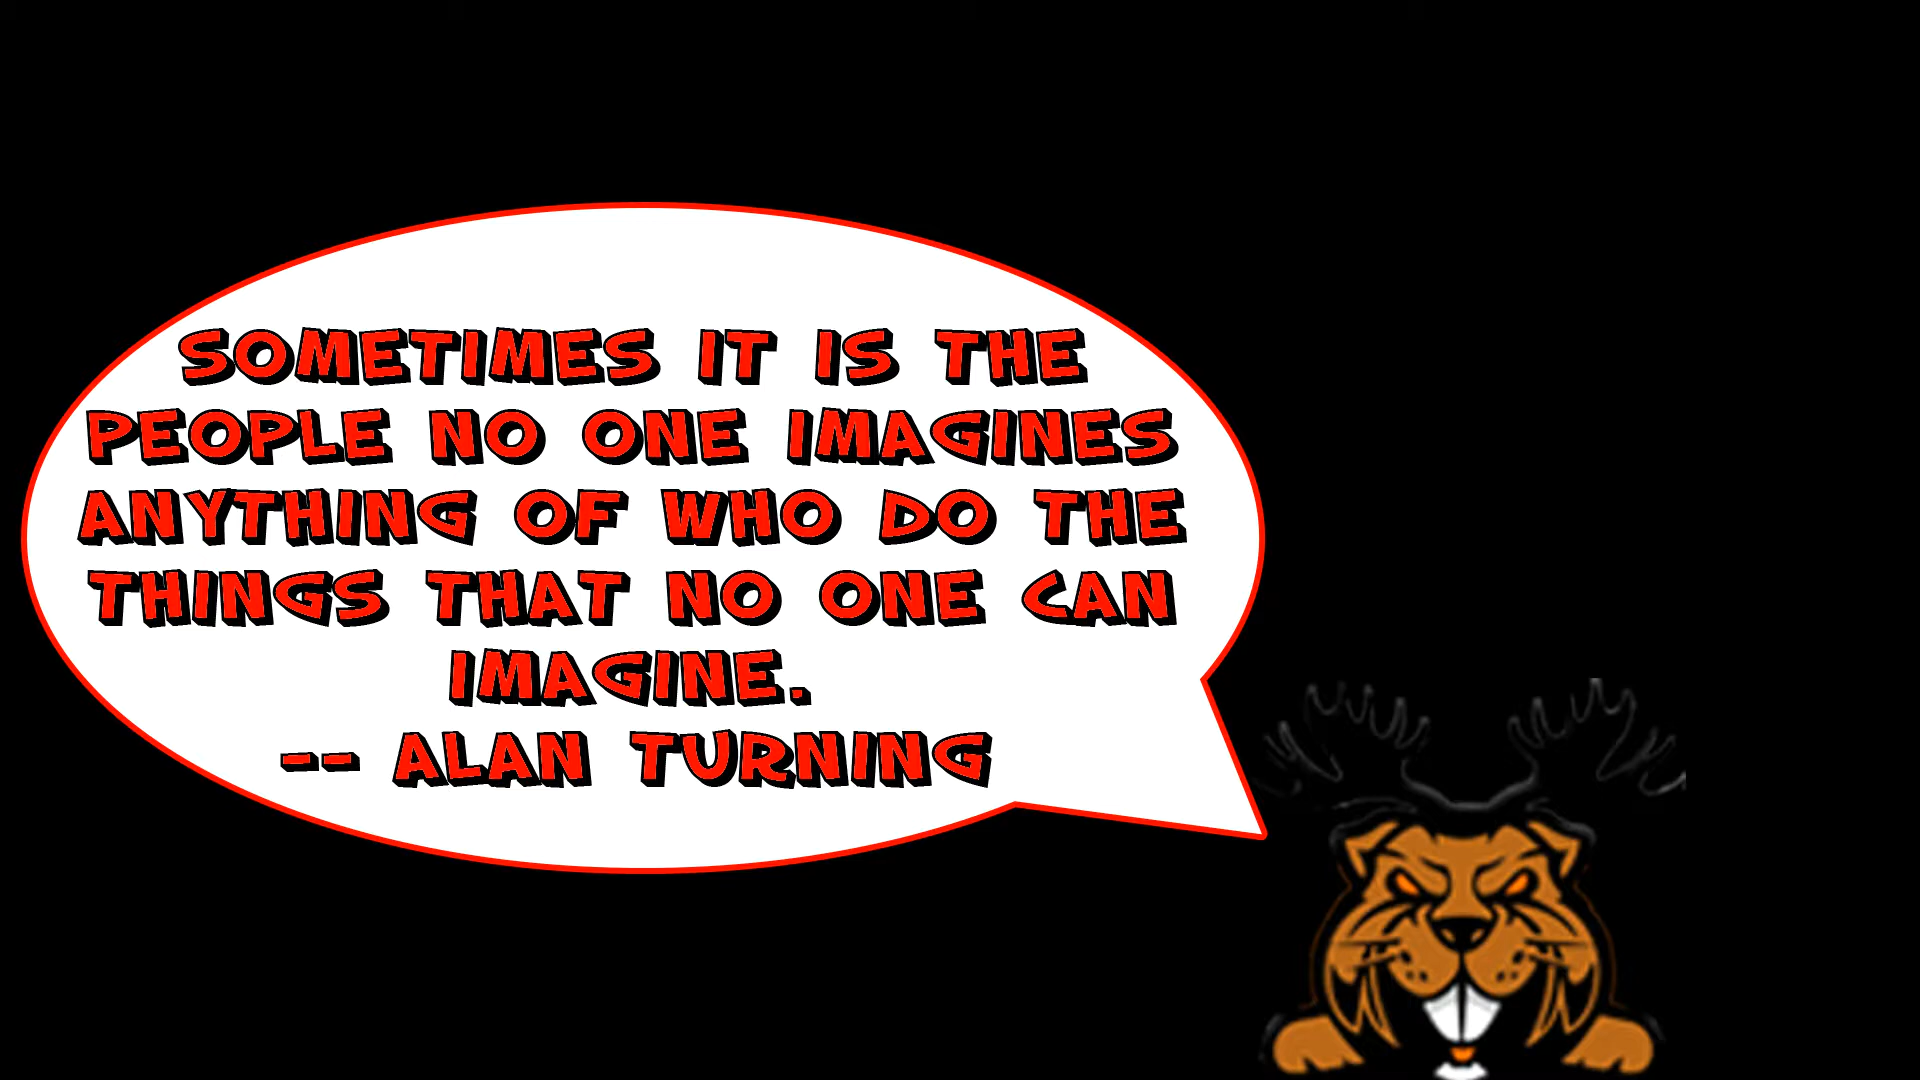 SOMETIMES IT IS THE
PEOPLE NO ONE IMAGINES
ANYTHING OF WHO DO THE
THINGS THAT NO ONE CAN
IMAGINE.
-- ALAN TURNING